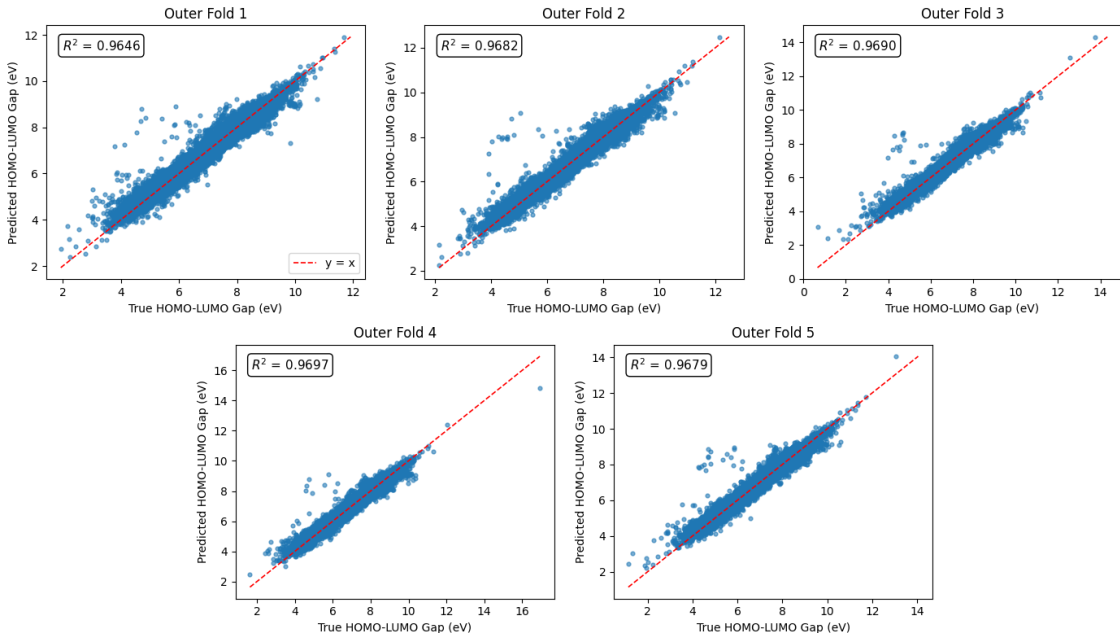 Outer Fold 1
R² = 0.9646
Predicted HOMO-LUMO Gap (eV)
12
10
8
6
4
2
2 4 6 8 10 12
True HOMO-LUMO Gap (eV)
y = x
Outer Fold 2
R² = 0.9682
Predicted HOMO-LUMO Gap (eV)
12
10
8
6
4
2
2 4 6 8 10 12
True HOMO-LUMO Gap (eV)
Outer Fold 3
R² = 0.9690
Predicted HOMO-LUMO Gap (eV)
14
12
10
8
6
4
2
0
0 2 4 6 8 10 12 14
True HOMO-LUMO Gap (eV)
Outer Fold 4
R² = 0.9697
Predicted HOMO-LUMO Gap (eV)
16
14
12
10
8
6
4
2
2 4 6 8 10 12 14 16
True HOMO-LUMO Gap (eV)
Outer Fold 5
R² = 0.9679
Predicted HOMO-LUMO Gap (eV)
14
12
10
8
6
4
2
2 4 6 8 10 12 14
True HOMO-LUMO Gap (eV)